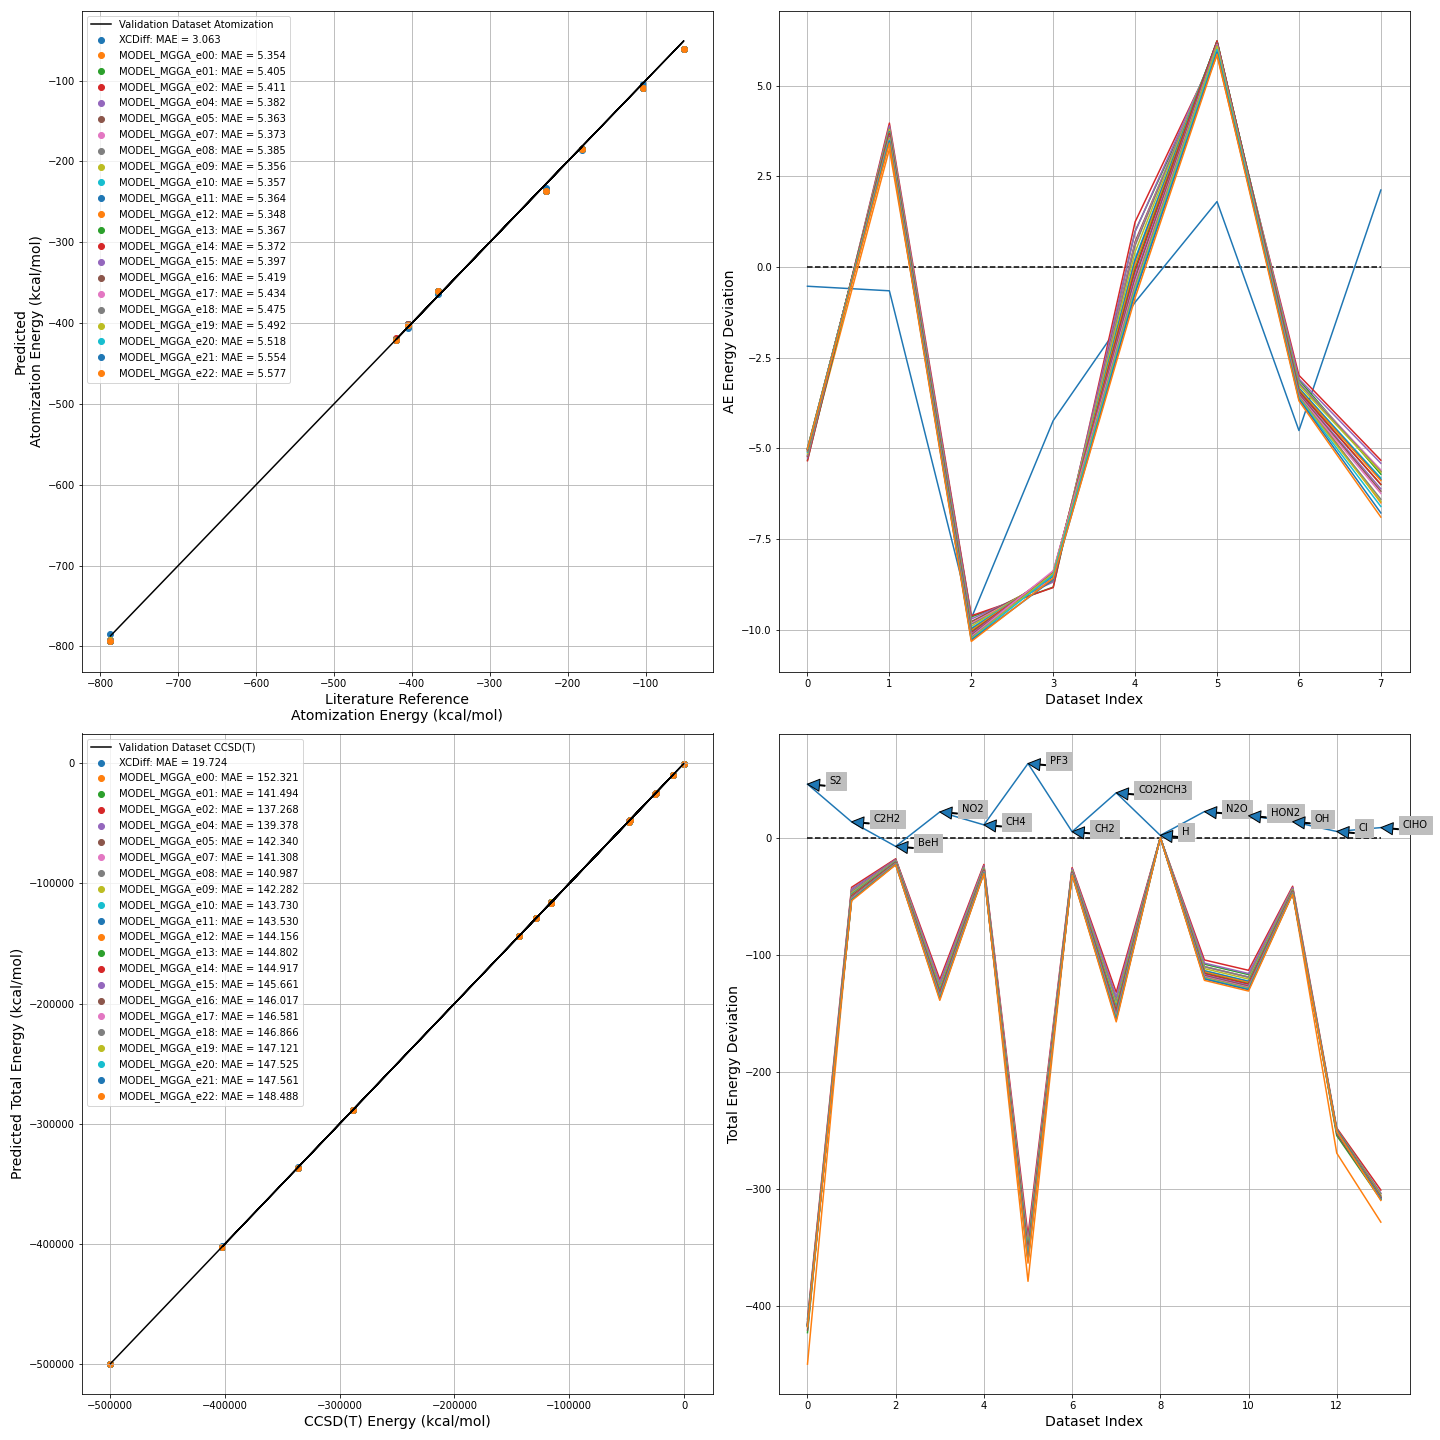 Validation Dataset Atomization
XCDiff: MAE = 3.063
MODEL_MGGA_e00: MAE = 5.354
MODEL_MGGA_e01: MAE = 5.405
MODEL_MGGA_e02: MAE = 5.411
MODEL_MGGA_e04: MAE = 5.382
MODEL_MGGA_e05: MAE = 5.363
MODEL_MGGA_e07: MAE = 5.373
MODEL_MGGA_e08: MAE = 5.385
MODEL_MGGA_e09: MAE = 5.356
MODEL_MGGA_e10: MAE = 5.357
MODEL_MGGA_e11: MAE = 5.364
MODEL_MGGA_e12: MAE = 5.348
MODEL_MGGA_e13: MAE = 5.367
MODEL_MGGA_e14: MAE = 5.372
MODEL_MGGA_e15: MAE = 5.397
MODEL_MGGA_e16: MAE = 5.419
MODEL_MGGA_e17: MAE = 5.434
MODEL_MGGA_e18: MAE = 5.475
MODEL_MGGA_e19: MAE = 5.492
MODEL_MGGA_e20: MAE = 5.518
MODEL_MGGA_e21: MAE = 5.554
MODEL_MGGA_e22: MAE = 5.577
Predicted
Atomization Energy (kcal/mol)
−100
−200
−300
−400
−500
−600
−700
−800
−800 −700 −600 −500 −400 −300 −200 −100
Literature Reference
Atomization Energy (kcal/mol)
AE Energy Deviation
5.0
2.5
0.0
−2.5
−5.0
−7.5
−10.0
0 1 2 3 4 5 6 7
Dataset Index
Validation Dataset CCSD(T)
XCDiff: MAE = 19.724
MODEL_MGGA_e00: MAE = 152.321
MODEL_MGGA_e01: MAE = 141.494
MODEL_MGGA_e02: MAE = 137.268
MODEL_MGGA_e04: MAE = 139.378
MODEL_MGGA_e05: MAE = 142.340
MODEL_MGGA_e07: MAE = 141.308
MODEL_MGGA_e08: MAE = 140.987
MODEL_MGGA_e09: MAE = 142.282
MODEL_MGGA_e10: MAE = 143.730
MODEL_MGGA_e11: MAE = 143.530
MODEL_MGGA_e12: MAE = 144.156
MODEL_MGGA_e13: MAE = 144.802
MODEL_MGGA_e14: MAE = 144.917
MODEL_MGGA_e15: MAE = 145.661
MODEL_MGGA_e16: MAE = 146.017
MODEL_MGGA_e17: MAE = 146.581
MODEL_MGGA_e18: MAE = 146.866
MODEL_MGGA_e19: MAE = 147.121
MODEL_MGGA_e20: MAE = 147.525
MODEL_MGGA_e21: MAE = 147.561
MODEL_MGGA_e22: MAE = 148.488
Predicted Total Energy (kcal/mol)
0
−100000
−200000
−300000
−400000
−500000
−500000 −400000 −300000 −200000 −100000 0
CCSD(T) Energy (kcal/mol)
Total Energy Deviation
0
−100
−200
−300
−400
S2
C2H2
BeH
NO2
CH4
PF3
CH2
CO2HCH3
H
N2O
HON2
OH
Cl
ClHO
0 2 4 6 8 10 12
Dataset Index